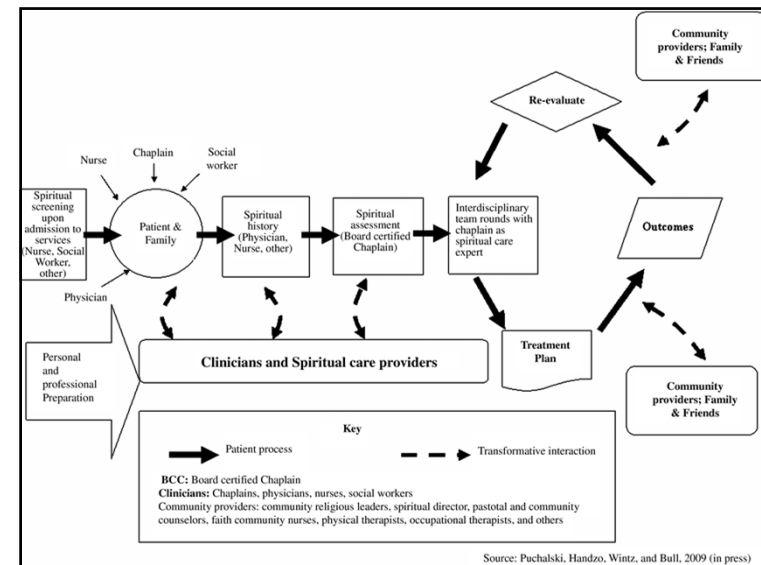 Community
providers; Family
& Friends
Re-evaluate
Chaplain
Social
worker
Nurse
Spiritual
screening
upon
admission to
services
(Nurse, Social
Worker,
other)
Patient &
Family
Physician
Spiritual
history
(Physician,
Nurse, other)
Spiritual
assessment
(Board certified
Chaplain)
Interdisciplinary
team rounds with
chaplain as
spiritual care
expert
Outcomes
Treatment
Plan
Personal
and
professional
Preparation
Clinicians and Spiritual care providers
Community
providers; Family
& Friends
Key
Patient process
Transformative interaction
BCC: Board certified Chaplain
Clinicians: Chaplains, physicians, nurses, social workers
Community providers: community religious leaders, spiritual director, pastotal and community
counselors, faith community nurses, physical therapists, occupational therapists, and others
Source: Puchalski, Handzo, Wintz, and Bull, 2009 (in press)